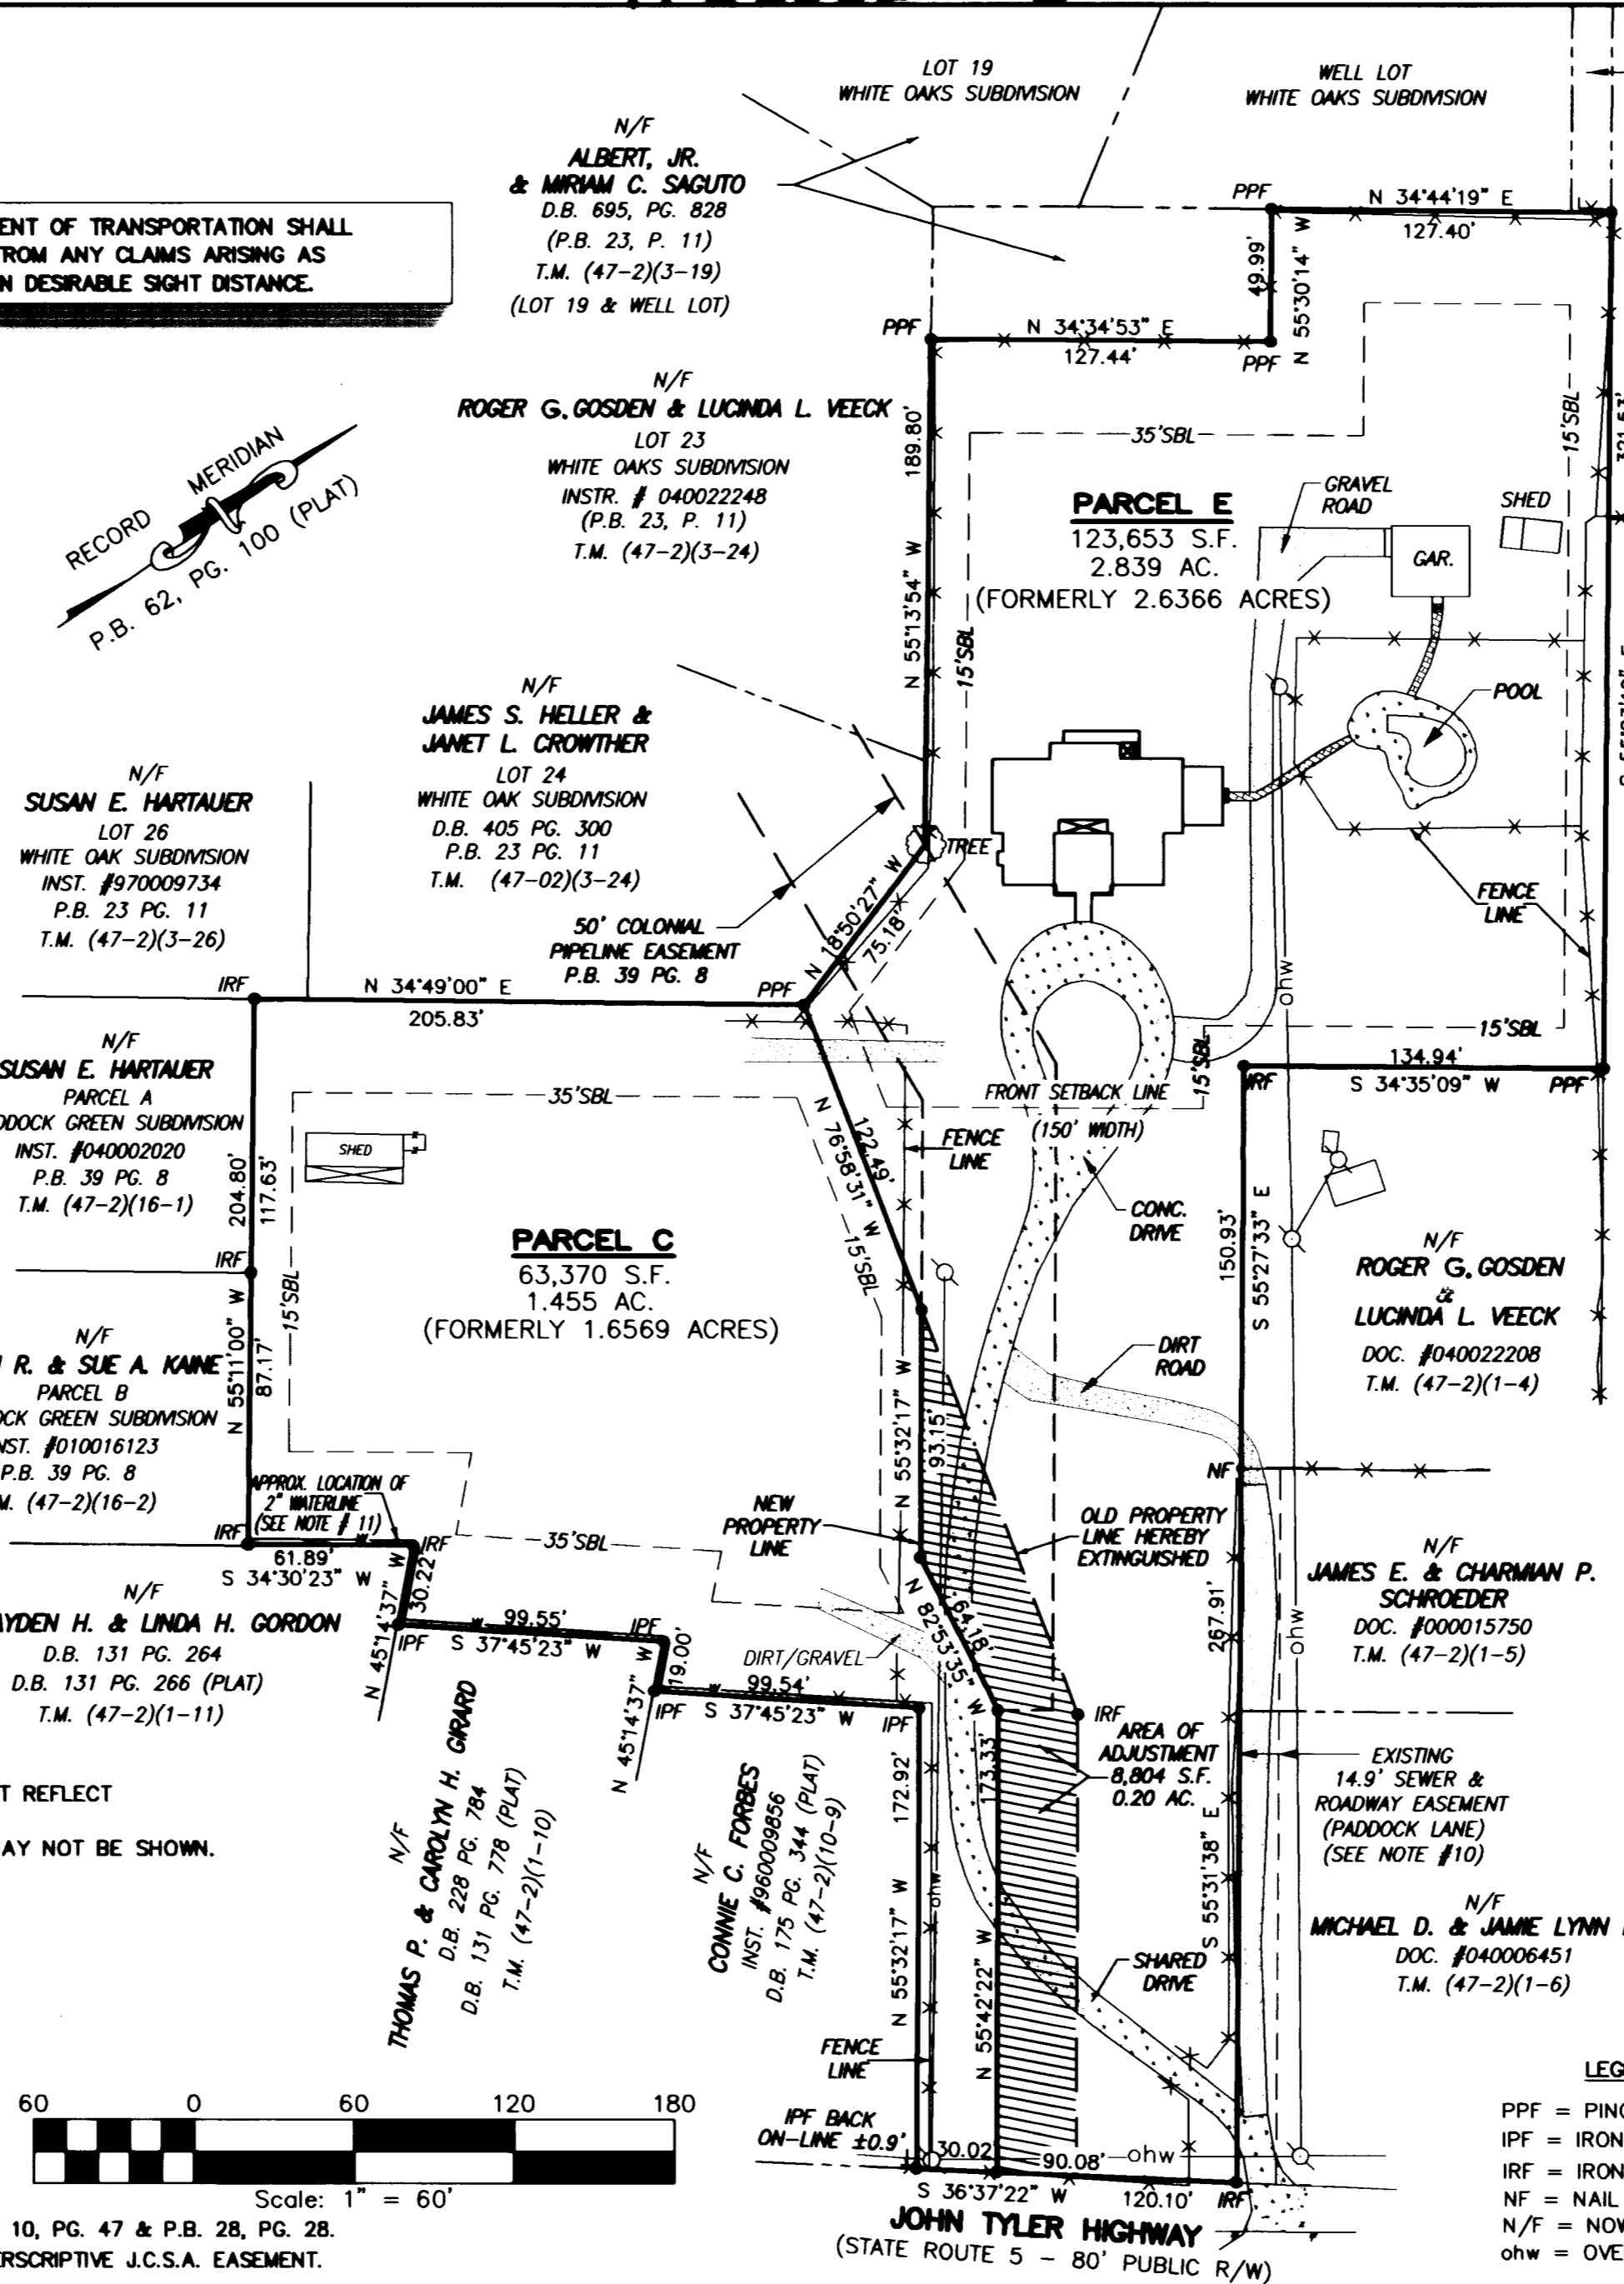 LOT 19
WHITE OAKS SUBDIVISION
WELL LOT
WHITE OAKS SUBDIVISION
N/F
ALBERT, JR.
& MIRIAM C. SAGUTO
D.B. 695, PG. 828
(P.B. 23, P. 11)
T.M. (47-2)(3-19)
(LOT 19 & WELL LOT)
ENT OF TRANSPORTATION SHALL
FROM ANY CLAIMS ARISING AS
N DESIRABLE SIGHT DISTANCE.
PPF
N 34°44'19" E
127.40'
49.99'
N 55°30'14" W
PPF
N 34°34'53" E
127.44'
PPF
N/F
ROGER G. GOSDEN & LUCINDA L. VEECK
LOT 23
WHITE OAKS SUBDIVISION
INSTR. # 040022248
(P.B. 23, P. 11)
T.M. (47-2)(3-24)
189.80'
N 55°13'54" W
35'SBL
15'SBL
15'SBL
RECORD MERIDIAN
P.B. 62, PG. 100 (PLAT)
PARCEL E
123,653 S.F.
2.839 AC.
(FORMERLY 2.6366 ACRES)
GRAVEL
ROAD
SHED
GAR.
POOL
N/F
JAMES S. HELLER &
JANET L. CROWTHER
LOT 24
WHITE OAK SUBDIVISION
D.B. 405 PG. 300
P.B. 23 PG. 11
T.M. (47-02)(3-24)
N/F
SUSAN E. HARTAUER
LOT 26
WHITE OAK SUBDIVISION
INST. #970009734
P.B. 23 PG. 11
T.M. (47-2)(3-26)
TREE
FENCE
LINE
50' COLONIAL
PIPELINE EASEMENT
P.B. 39 PG. 8
N 18°50'27" W
75.18'
ohw
IRF
N 34°49'00" E
205.83'
PPF
15'SBL
15'SBL
134.94'
IRF
S 34°35'09" W
PPF
N/F
SUSAN E. HARTAUER
PARCEL A
DOCK GREEN SUBDIVISION
INST. #040002020
P.B. 39 PG. 8
T.M. (47-2)(16-1)
204.80'
117.63'
35'SBL
SHED
FRONT SETBACK LINE
(150' WIDTH)
N 76°58'31" W
122.49'
FENCE
LINE
CONC.
DRIVE
150.93'
S 55°27'33" E
PARCEL C
63,370 S.F.
1.455 AC.
(FORMERLY 1.6569 ACRES)
15'SBL
15'SBL
IRF
N/F
ROGER G. GOSDEN
&
LUCINDA L. VEECK
DOC. #040022208
T.M. (47-2)(1-4)
N/F
R. & SUE A. KAINE
PARCEL B
OCK GREEN SUBDIVISION
NST. #010016123
P.B. 39 PG. 8
M. (47-2)(16-2)
N 55°11'00" W
87.17'
DIRT
ROAD
N 55°32'17" W
93.15'
NF
APPROX. LOCATION OF
2" WATERLINE
(SEE NOTE # 11)
NEW
PROPERTY
LINE
OLD PROPERTY
LINE HEREBY
EXTINGUISHED
IRF
61.89'
S 34°30'23" W
IRF
35'SBL
30.22'
N 45°14'37" W
N/F
AYDEN H. & LINDA H. GORDON
D.B. 131 PG. 264
D.B. 131 PG. 266 (PLAT)
T.M. (47-2)(1-11)
IPF
99.55'
S 37°45'23" W
IPF
19.00'
N 45°14'37" W
DIRT/GRAVEL
N 82°53'35" W
64.18'
N/F
JAMES E. & CHARMIAN P.
SCHROEDER
DOC. #000015750
T.M. (47-2)(1-5)
267.91'
ohw
99.54'
IPF
S 37°45'23" W
IPF
IRF
AREA OF
ADJUSTMENT
8,804 S.F.
0.20 AC.
EXISTING
14.9' SEWER &
ROADWAY EASEMENT
(PADDOCK LANE)
(SEE NOTE #10)
T REFLECT
AY NOT BE SHOWN.
N/F
THOMAS P. & CAROLYN H. GIRARD
D.B. 228 PG. 784
D.B. 131 PG. 778 (PLAT)
T.M. (47-2)(1-10)
N/F
CONNIE C. FORBES
INST. #960009856
D.B. 175 PG. 344 (PLAT)
T.M. (47-2)(10-9)
172.92'
N 55°32'17" W
ohw
173.33'
N 55°42'22" W
S 55°31'38" E
N/F
MICHAEL D. & JAMIE LYNN
DOC. #040006451
T.M. (47-2)(1-6)
SHARED
DRIVE
FENCE
LINE
IPF BACK
ON-LINE ±0.9'
30.02'
90.08'
ohw
S 36°37'22" W
120.10'
IRF
JOHN TYLER HIGHWAY
(STATE ROUTE 5 - 80' PUBLIC R/W)
60 0 60 120 180
Scale: 1" = 60'
10, PG. 47 & P.B. 28, PG. 28.
ERSCRIPTIVE J.C.S.A. EASEMENT.
LEG
PPF = PINC
IPF = IRON
IRF = IRON
NF = NAIL
N/F = NOW
ohw = OVE